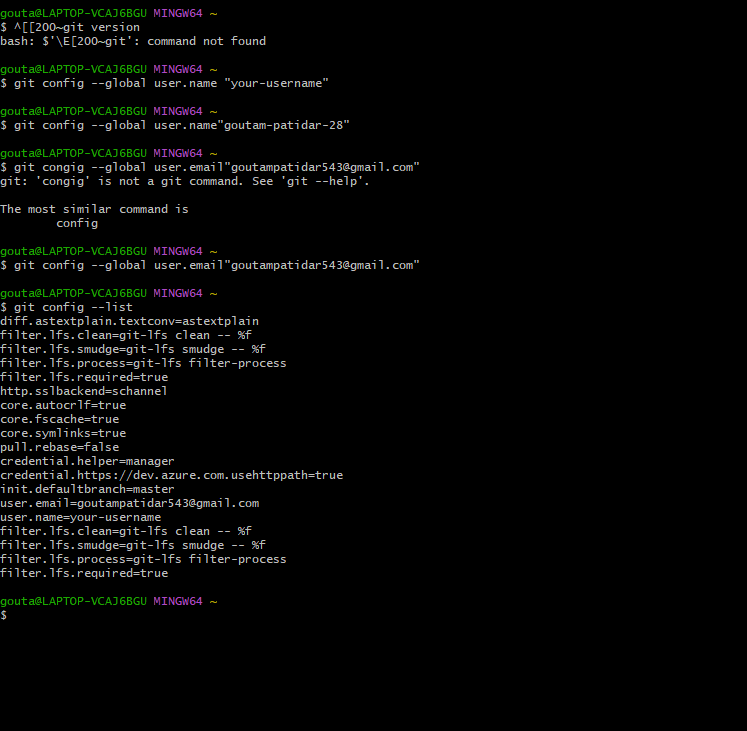 gouta@LAPTOP-VCAJ6BGU MINGW64 ~
$ ^[[200~git version
bash: $'\E[200~git': command not found
gouta@LAPTOP-VCAJ6BGU MINGW64 ~
$ git config --global user.name "your-username"
gouta@LAPTOP-VCAJ6BGU MINGW64 ~
$ git config --global user.name"goutam-patidar-28"
gouta@LAPTOP-VCAJ6BGU MINGW64 ~
$ git congig --global user.email"goutampatidar543@gmail.com"
git: 'congig' is not a git command. See 'git --help'.
The most similar command is
config
gouta@LAPTOP-VCAJ6BGU MINGW64 ~
$ git config --global user.email"goutampatidar543@gmail.com"
gouta@LAPTOP-VCAJ6BGU MINGW64 ~
$ git config --list
diff.astextplain.textconv=astextplain
filter.lfs.clean=git-lfs clean -- %f
filter.lfs.smudge=git-lfs smudge -- %f
filter.lfs.process=git-lfs filter-process
filter.lfs.required=true
http.sslbackend=schannel
core.autocrlf=true
core.fscache=true
core.symlinks=true
pull.rebase=false
credential.helper=manager
credential.https://dev.azure.com.usehttppath=true
init.defaultbranch=master
user.email=goutampatidar543@gmail.com
user.name=your-username
filter.lfs.clean=git-lfs clean -- %f
filter.lfs.smudge=git-lfs smudge -- %f
filter.lfs.process=git-lfs filter-process
filter.lfs.required=true
gouta@LAPTOP-VCAJ6BGU MINGW64 ~
$